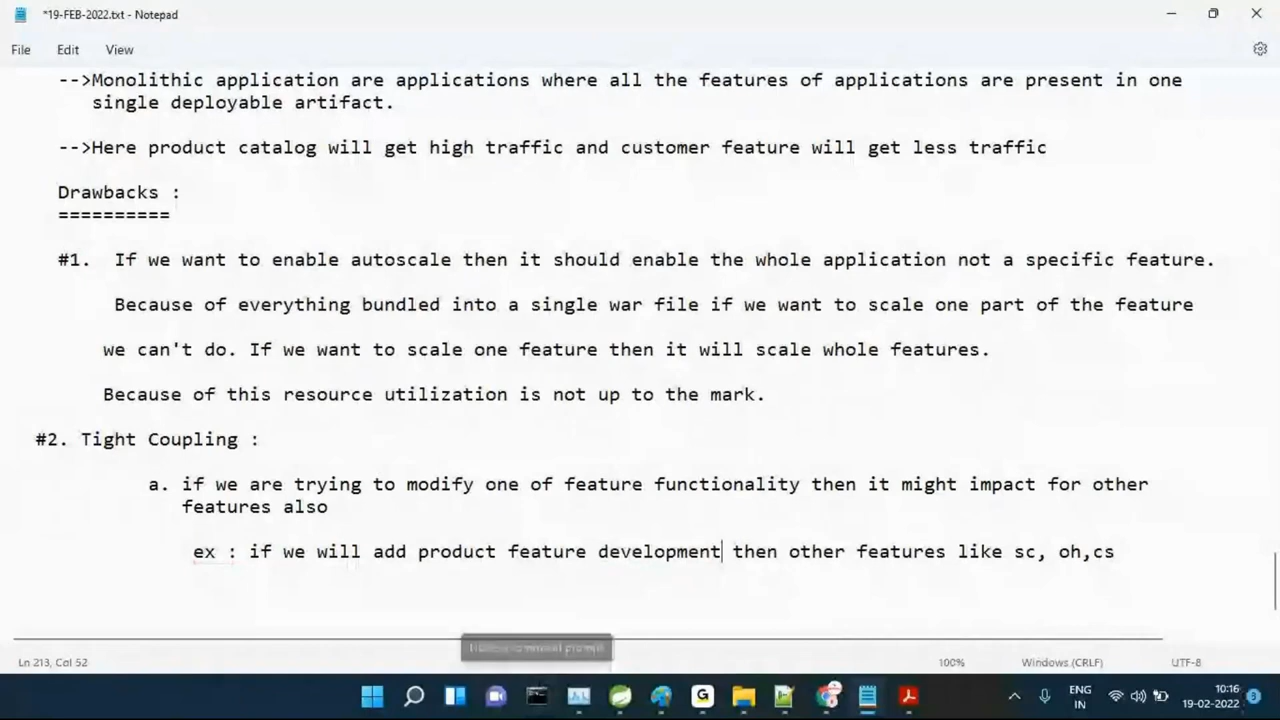 *19-FEB-2022.txt - Notepad
File Edit View
-->Monolithic application are applications where all the features of applications are present in one
single deployable artifact.
-->Here product catalog will get high traffic and customer feature will get less traffic
Drawbacks :
==========
#1. If we want to enable autoscale then it should enable the whole application not a specific feature.
Because of everything bundled into a single war file if we want to scale one part of the feature
we can't do. If we want to scale one feature then it will scale whole features.
Because of this resource utilization is not up to the mark.
#2. Tight Coupling :
a. if we are trying to modify one of feature functionality then it might impact for other
features also
ex : if we will add product feature development then other features like sc, oh,cs
Ln 213, Col 52 100% Windows (CRLF) UTF-8
ENG
IN
10:16
19-02-2022
3